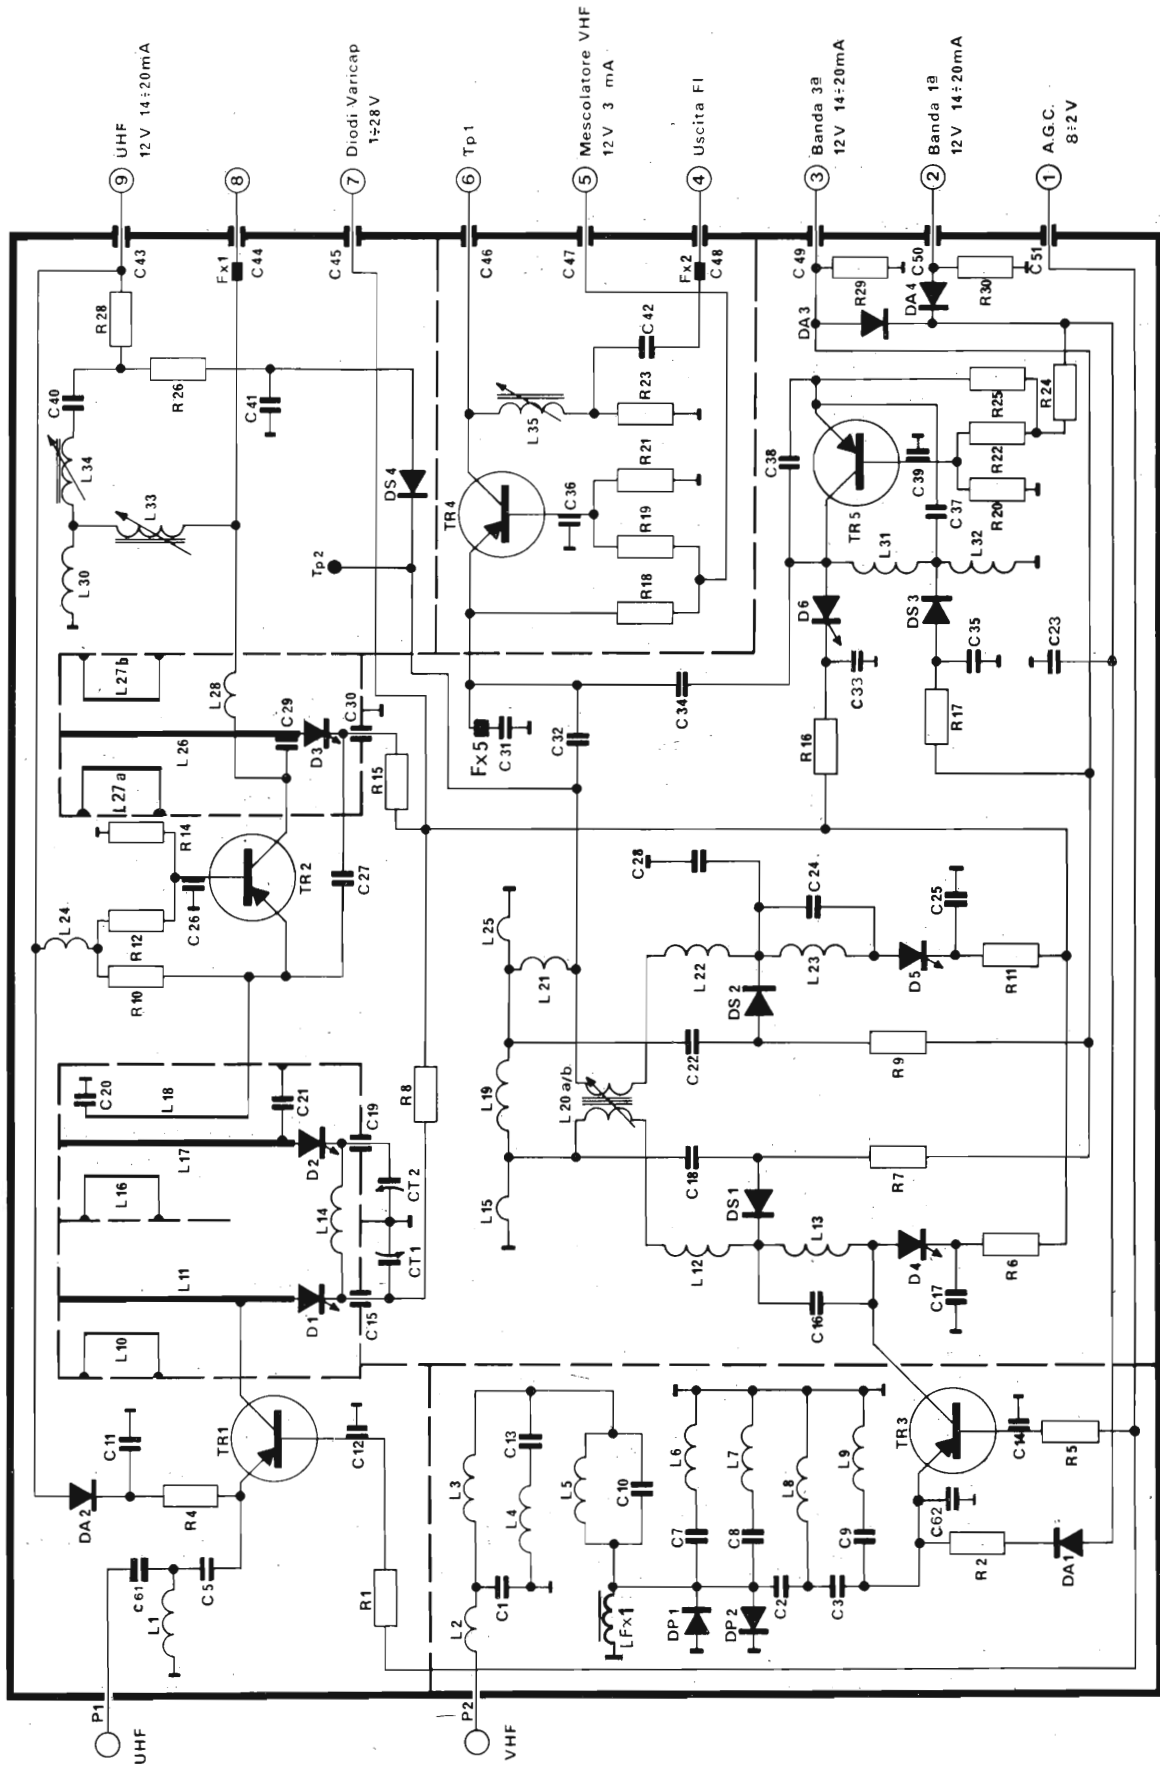 9
UHF
12 V 14÷20mA
8
7
Diodi Varicap
1÷28V
6
Tp1
5
Mescolatore VHF
12 V 3 mA
4
Uscita FI
3
Banda 3ª
12 V 14÷20mA
2
Banda 1ª
12 V 14÷20mA
1
A.G.C.
8÷2V
C43
Fx1
C44
C45
C46
C47
Fx2
C48
C49
C50
C51
R28
R26
C40
C41
L34
L33
L30
DS4
Tp2
R29
R30
DA3
DA4
C42
R23
L35
R21
R19
R18
C36
TR4
C38
R25
R24
R22
R20
C39
C37
TR5
L31
L32
D6
DS3
C33
C35
C23
R16
R17
L27b
L28
L26
C29
D3
C30
L27a
R15
R14
TR2
C26
C27
R12
R10
L24
Fx5
C31
C32
C34
C28
C24
C25
L25
L21
L22
L23
DS2
D5
R11
C20
L18
C21
C19
L17
D2
L16
L14
CT2
CT1
L11
D1
C15
L10
R8
L19
L20 a/b
L15
C22
R9
C18
R7
DS1
L12
L13
D4
C16
C17
R6
TR1
C11
C12
DA2
R4
C61
C5
L1
R1
L3
C13
L4
L5
C10
L2
C1
LFx1
L6
L7
L8
L9
C7
C8
C9
C2
C3
DP1
DP2
TR3
C14
R5
C62
R2
DA1
P1
UHF
P2
VHF